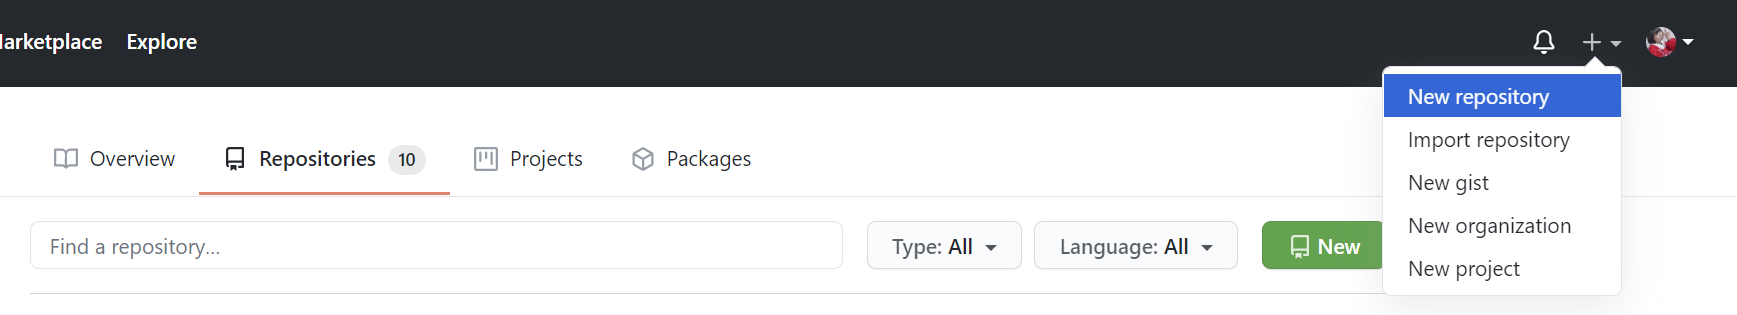 Explore
New repository
Import repository
New gist
New organization
New project
Overview
Repositories 10
Projects
Packages
Find a repository...
Type: All
Language: All
New